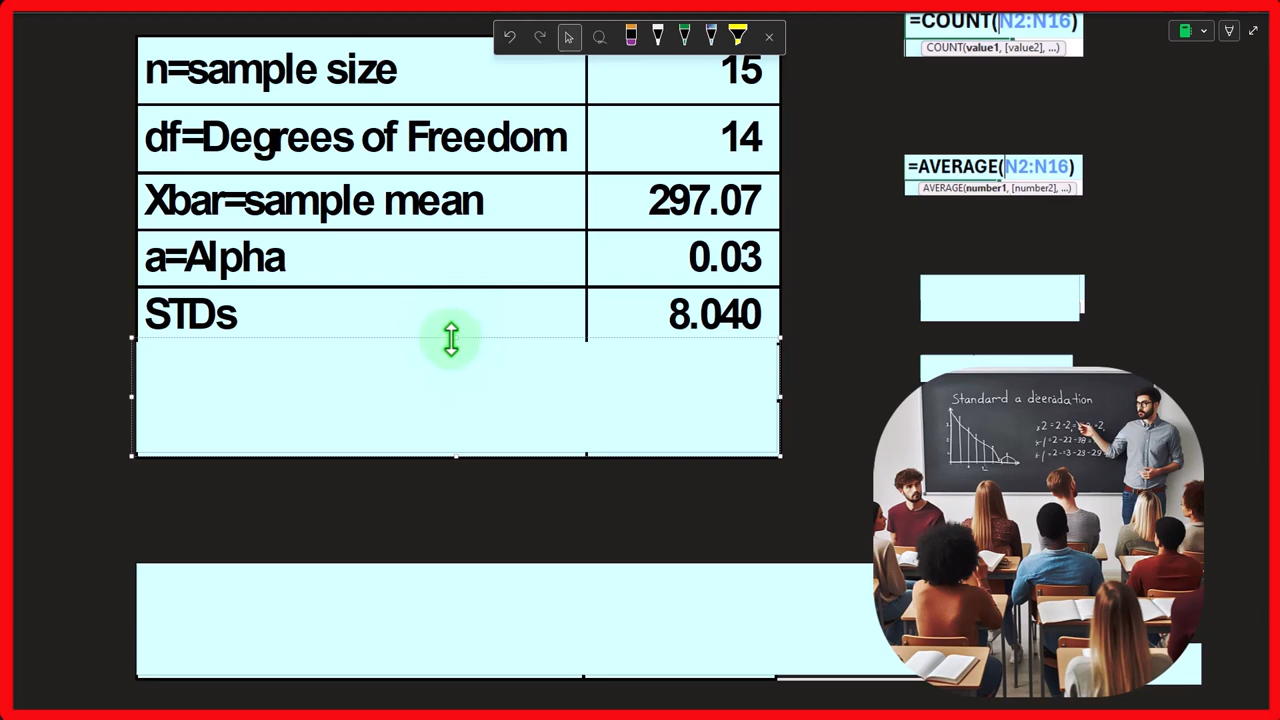 n=sample size 15
df=Degrees of Freedom 14
Xbar=sample mean 297.07
a=Alpha 0.03
STDs 8.040
=COUNT(N2:N16)
COUNT(value1, [value2], ...)
=AVERAGE(N2:N16)
AVERAGE(number1, [number2], ...)
Standard a